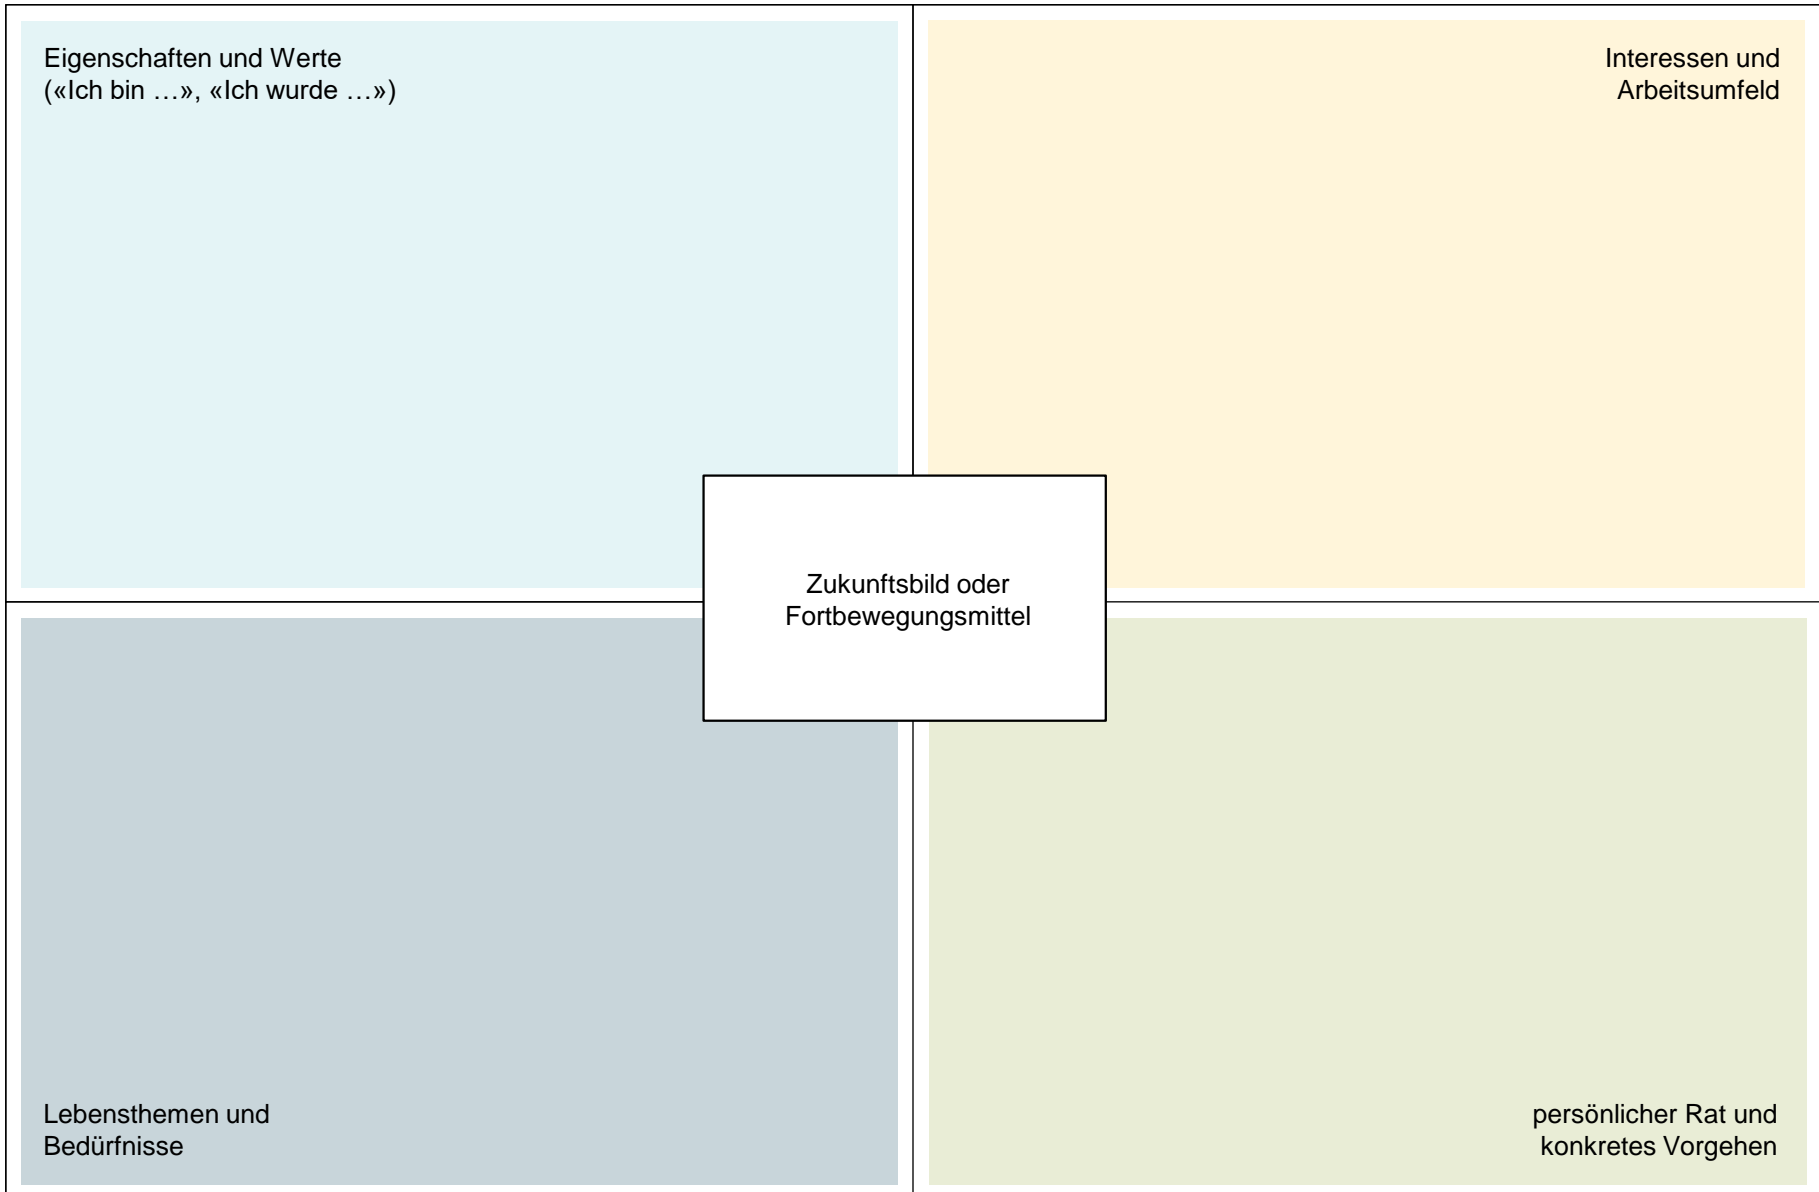 Eigenschaften und Werte
(«Ich bin …», «Ich wurde …»)
Interessen und
Arbeitsumfeld
Zukunftsbild oder
Fortbewegungsmittel
Lebensthemen und
Bedürfnisse
persönlicher Rat und
konkretes Vorgehen